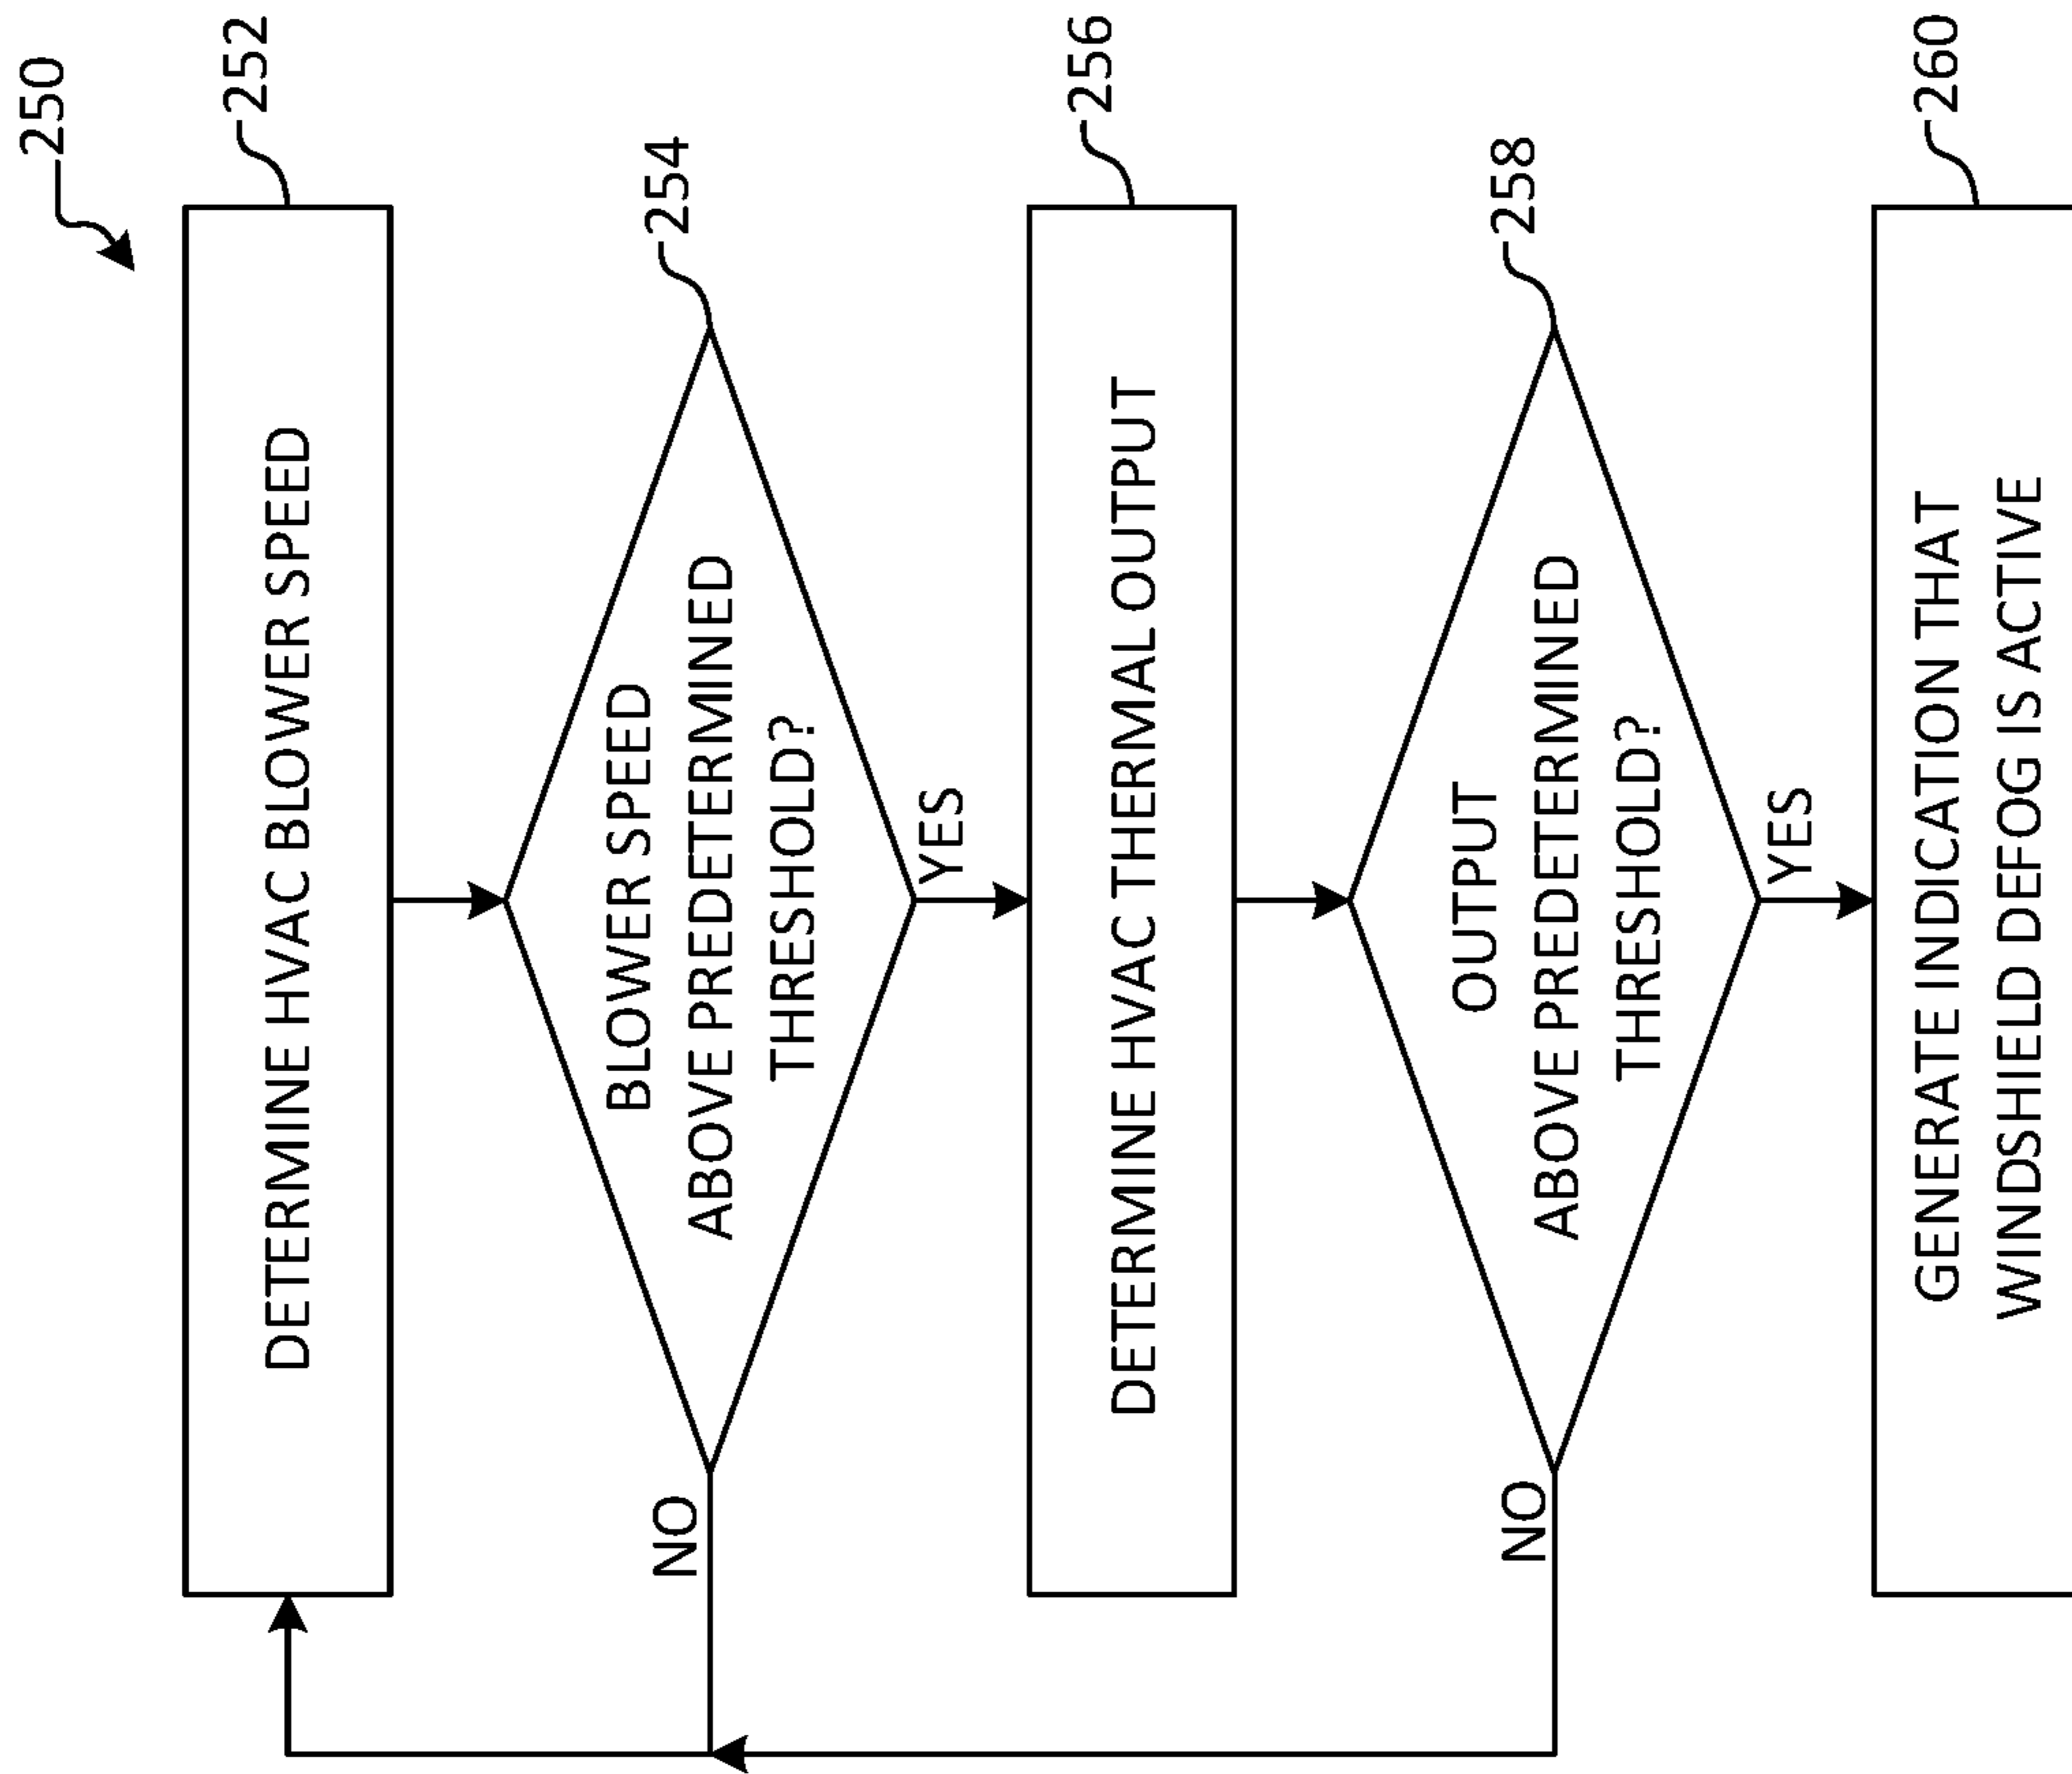 250
252
DETERMINE HVAC BLOWER SPEED
254
BLOWER SPEED
ABOVE PREDETERMINED
THRESHOLD?
NO
YES
256
DETERMINE HVAC THERMAL OUTPUT
258
OUTPUT
ABOVE PREDETERMINED
THRESHOLD?
NO
YES
260
GENERATE INDICATION THAT
WINDSHIELD DEFOG IS ACTIVE